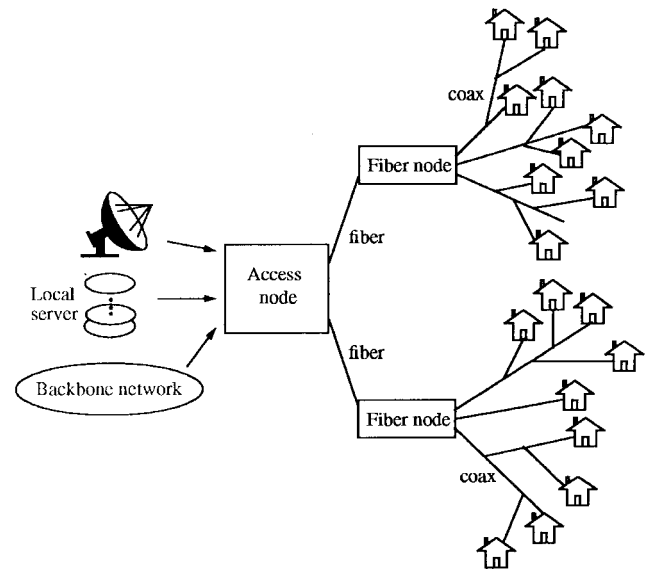 coax
Fiber node
fiber
Access
node
Local
server
fiber
Backbone network
Fiber node
coax